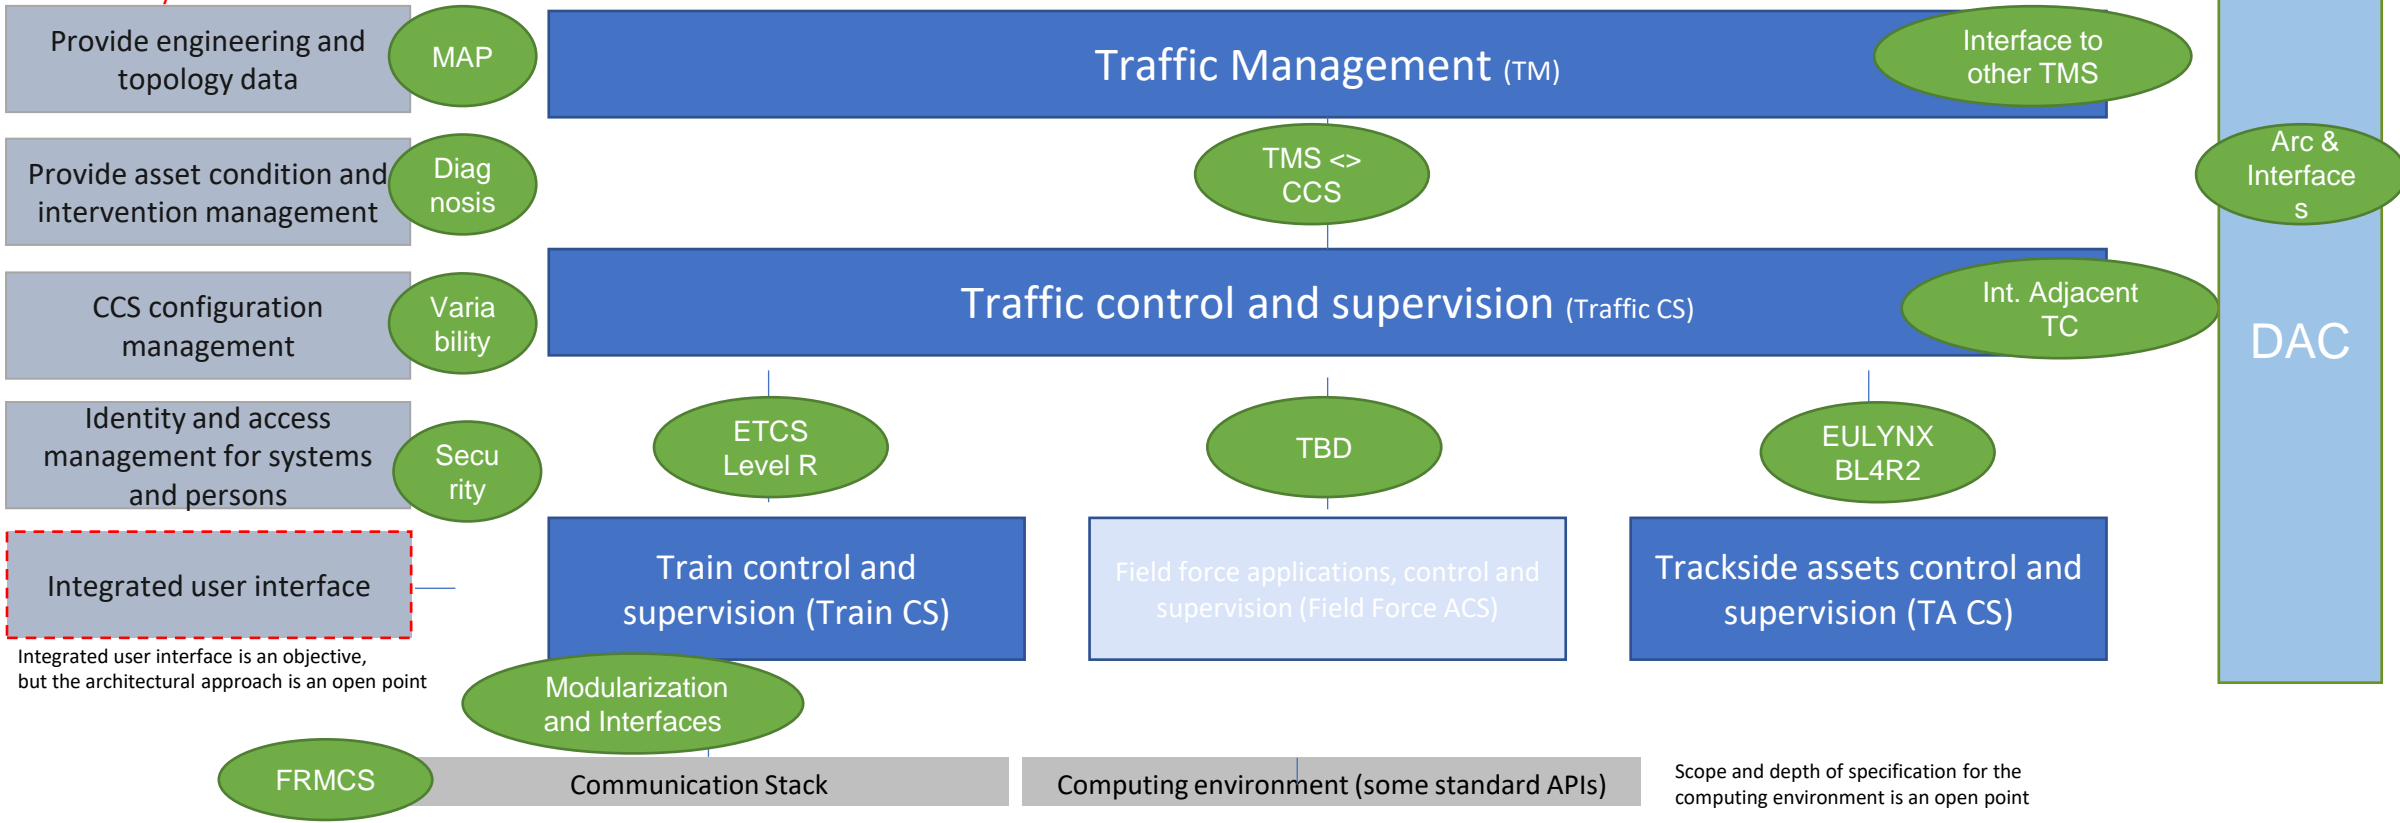 Provide engineering and
topology data
MAP
Traffic Management (TM)
Interface to
other TMS
Provide asset condition and
intervention management
Diag
nosis
TMS <>
CCS
Arc &
Interface
s
CCS configuration
management
Varia
bility
Traffic control and supervision (Traffic CS)
Int. Adjacent
TC
DAC
Identity and access
management for systems
and persons
Secu
rity
ETCS
Level R
TBD
EULYNX
BL4R2
Integrated user interface
Train control and
supervision (Train CS)
Field force applications, control and
supervision (Field Force ACS)
Trackside assets control and
supervision (TA CS)
Integrated user interface is an objective,
but the architectural approach is an open point
Modularization
and Interfaces
FRMCS
Communication Stack
Computing environment (some standard APIs)
Scope and depth of specification for the
computing environment is an open point